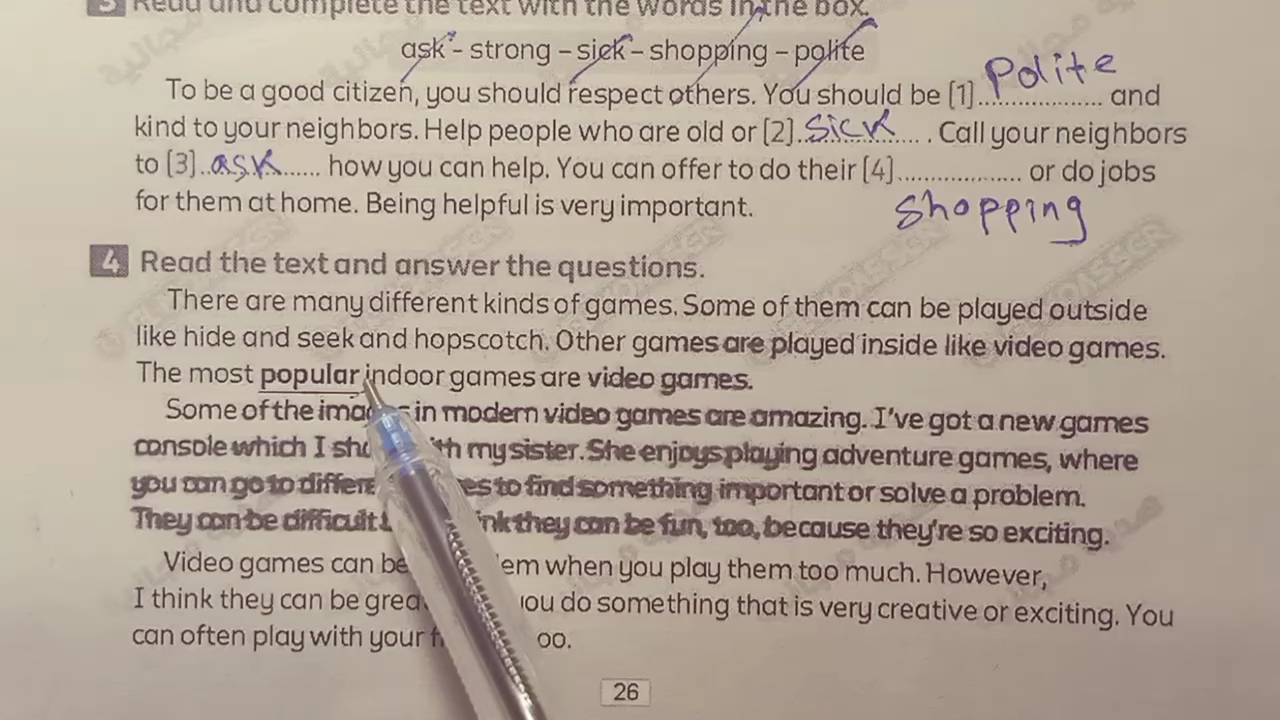 3 Read and complete the text with the words in the box.
ask - strong - sick - shopping - polite
To be a good citizen, you should respect others. You should be [1] Polite and
kind to your neighbors. Help people who are old or [2] sick . Call your neighbors
to [3] ask how you can help. You can offer to do their [4] shopping or do jobs
for them at home. Being helpful is very important.
4 Read the text and answer the questions.
There are many different kinds of games. Some of them can be played outside
like hide and seek and hopscotch. Other games are played inside like video games.
The most popular indoor games are video games.
Some of the in modern video games are amazing. I've got a new games
console which I my sister. She enjoys playing adventure games, where
you can go to to find something important or solve a problem.
They can be difficult they can be fun, too, because they're so exciting.
Video games can be when you play them too much. However,
I think they can be you do something that is very creative or exciting. You
can often play with your
26